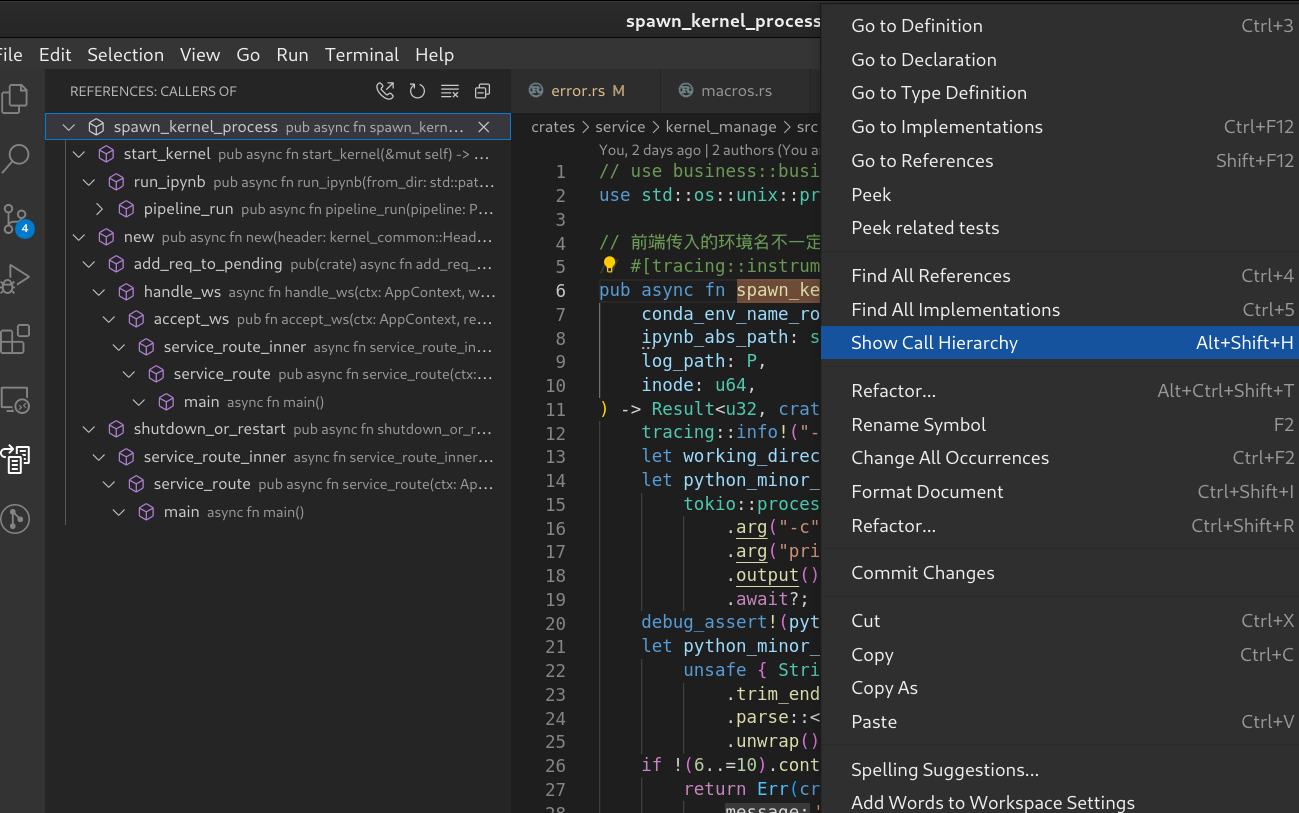 spawn_kernel_process
File Edit Selection View Go Run Terminal Help
REFERENCES: CALLERS OF
spawn_kernel_process pub async fn spawn_kern…
start_kernel pub async fn start_kernel(&mut self) -> …
run_ipynb pub async fn run_ipynb(from_dir: std::pat…
pipeline_run pub async fn pipeline_run(pipeline: P…
new pub async fn new(header: kernel_common::Head…
add_req_to_pending pub(crate) async fn add_req_…
handle_ws async fn handle_ws(ctx: AppContext, w…
accept_ws async fn accept_ws(ctx: AppContext, re…
service_route_inner async fn service_route_in…
service_route pub async fn service_route(ctx:…
main async fn main()
shutdown_or_restart pub async fn shutdown_or_r…
service_route_inner async fn service_route_inner…
service_route pub async fn service_route(ctx: Ap…
main async fn main()
4
error.rs M
macros.rs
crates > service > kernel_manage > src
You, 2 days ago | 2 authors (You a
1 // use business::busi
2 use std::os::unix::pr
3
4 // 前端传入的环境名不一定
5 #[tracing::instrum
6 pub async fn spawn_ke
7 conda_env_name_ro
8 ipynb_abs_path: s
9 log_path: P,
10 inode: u64,
11 ) -> Result<u32, crat
12 tracing::info!("-
13 let working_direc
14 let python_minor_
15 tokio::proces
16 .arg("-c"
17 .arg("pri
18 .output()
19 .await?;
20 debug_assert!(pyt
21 let python_minor_
22 unsafe { Stri
23 .trim_end
24 .parse::<
25 .unwrap()
26 if !(6..=10).cont
27 return Err(cr
28 message:
Go to Definition Ctrl+3
Go to Declaration
Go to Type Definition
Go to Implementations Ctrl+F12
Go to References Shift+F12
Peek
Peek related tests
Find All References Ctrl+4
Find All Implementations Ctrl+5
Show Call Hierarchy Alt+Shift+H
Refactor... Alt+Ctrl+Shift+T
Rename Symbol F2
Change All Occurrences Ctrl+F2
Format Document Ctrl+Shift+I
Refactor... Ctrl+Shift+R
Commit Changes
Cut Ctrl+X
Copy Ctrl+C
Copy As
Paste Ctrl+V
Spelling Suggestions...
Add Words to Workspace Settings